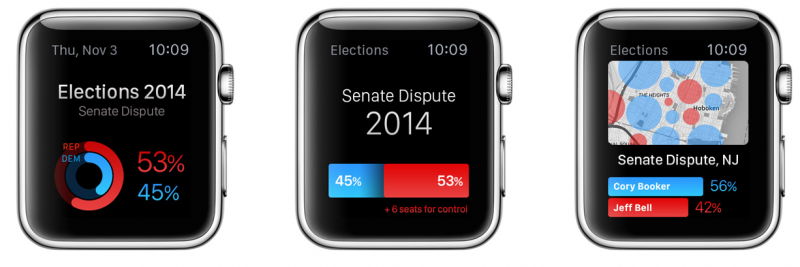 Thu, Nov 3 10:09
Elections 2014
Senate Dispute
REP
DEM
53%
45%
Elections 10:09
Senate Dispute
2014
45% 53%
+ 6 seats for control
Elections 10:09
THE HEIGHTS
Hoboken
Senate Dispute, NJ
Cory Booker 56%
Jeff Bell 42%